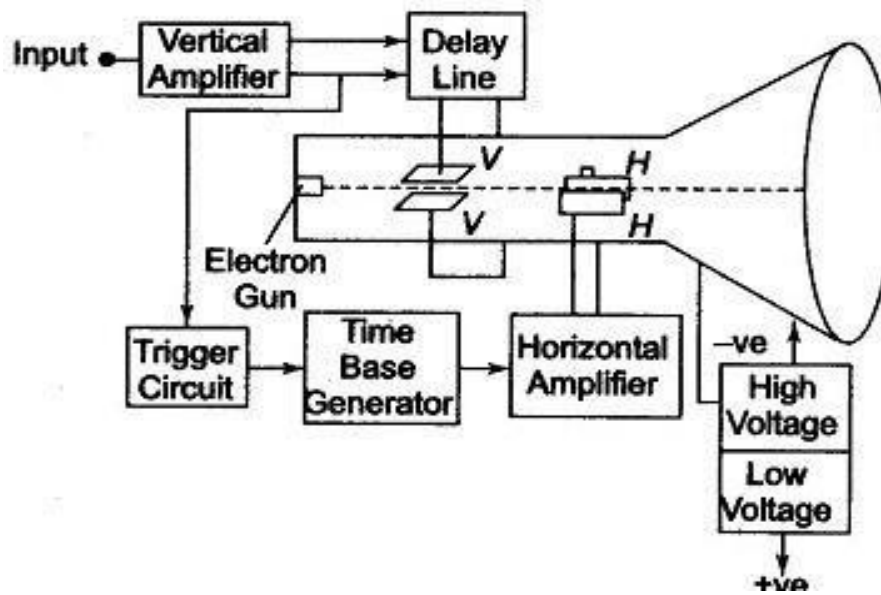 Input
Vertical
Amplifier
Delay
Line
V
H
V
H
Electron
Gun
Trigger
Circuit
Time
Base
Generator
Horizontal
Amplifier
–ve
High
Voltage
Low
Voltage
+ve